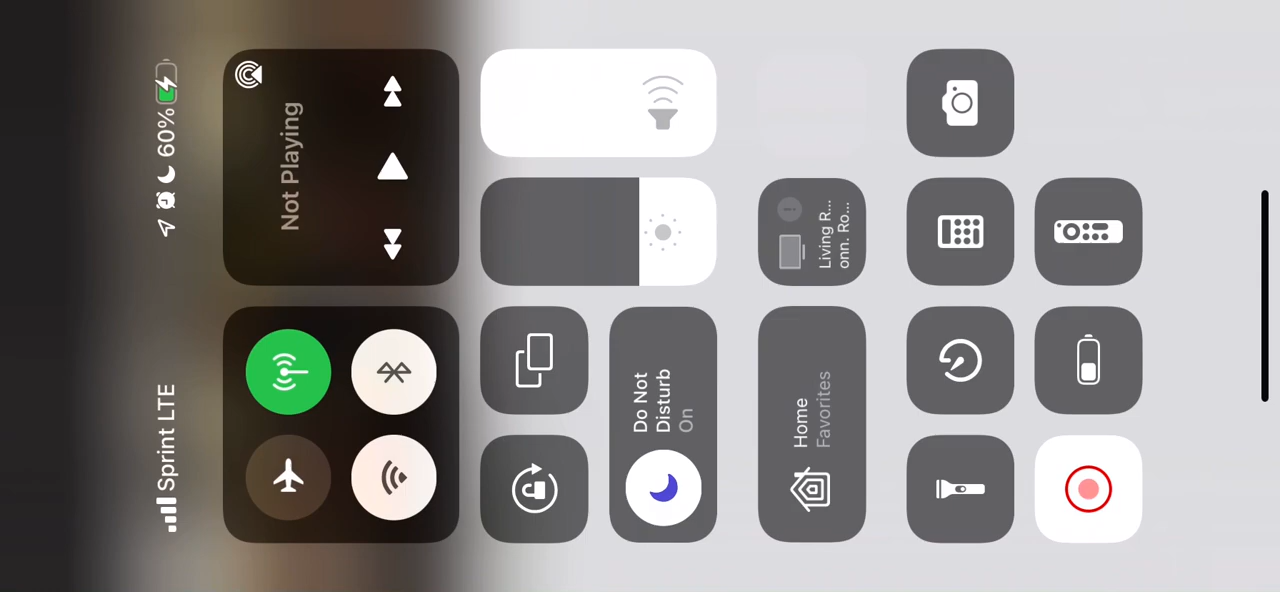 Sprint LTE
60%
Not Playing
Do Not
Disturb
On
Living R...
onn. Ro...
Home
Favorites